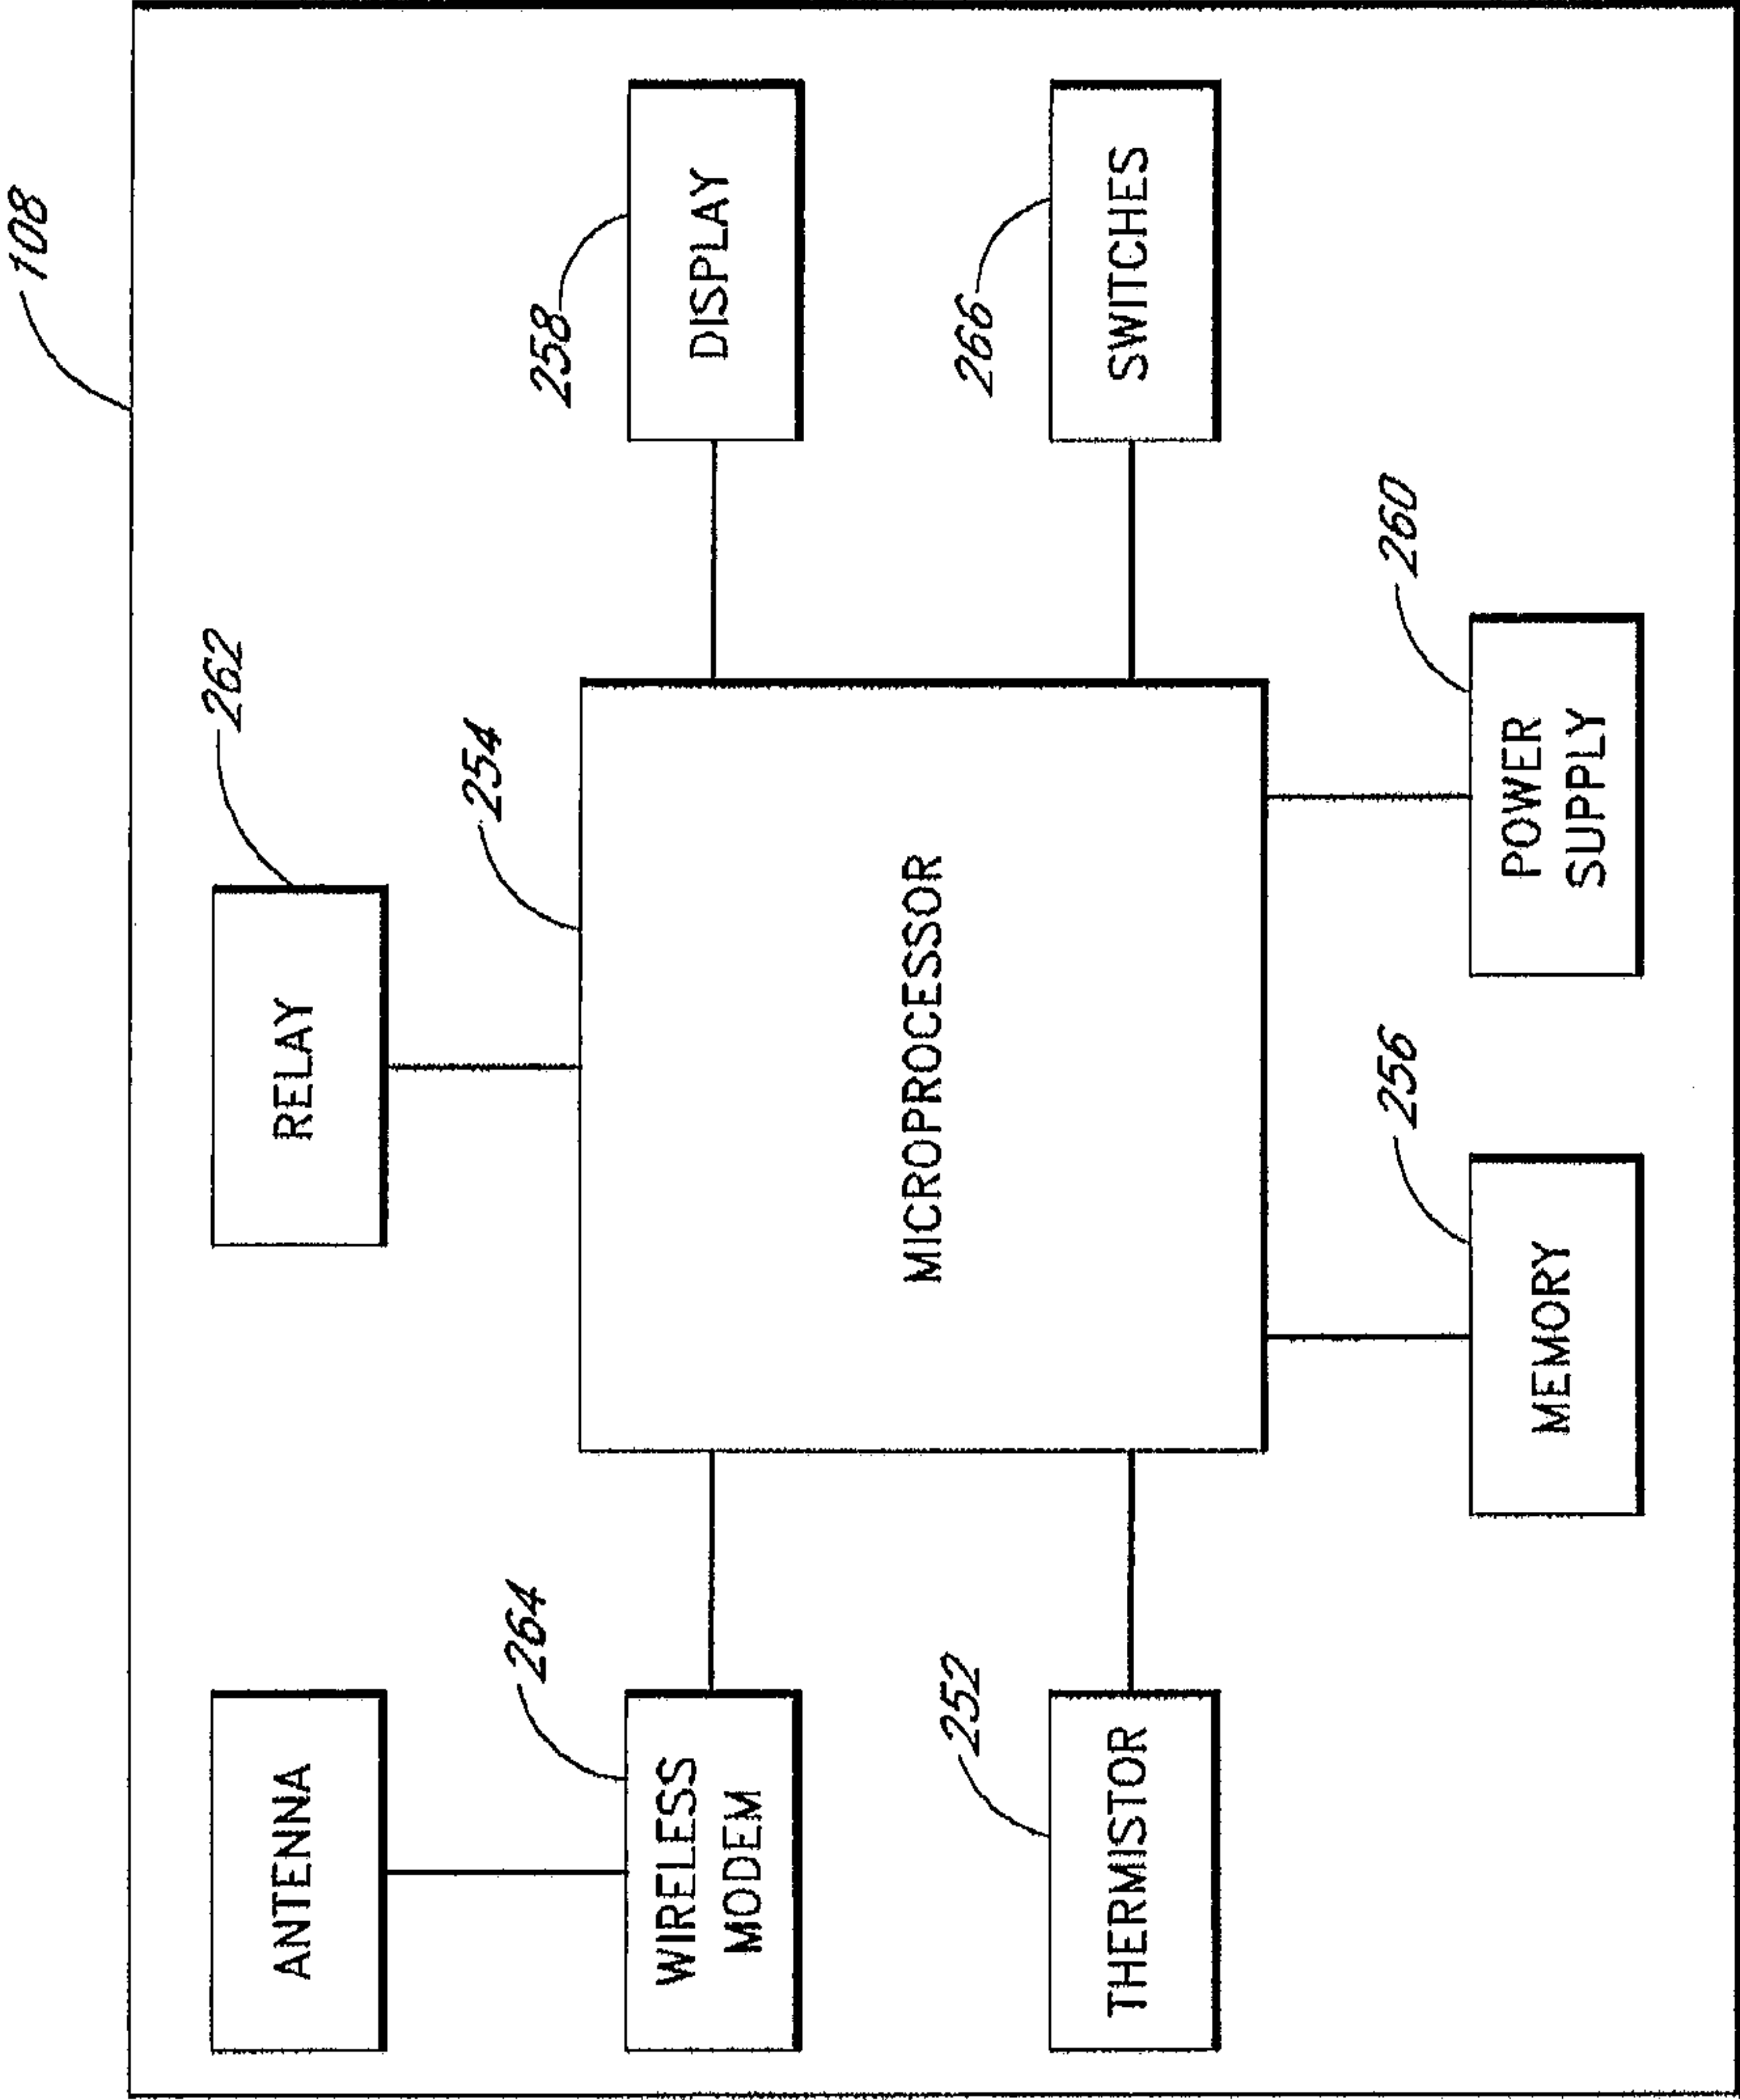 108
262
ANTENNA
RELAY
254
258
264
WIRELESS
MODEM
DISPLAY
MICROPROCESSOR
252
266
THERMISTOR
SWITCHES
256
260
MEMORY
POWER
SUPPLY